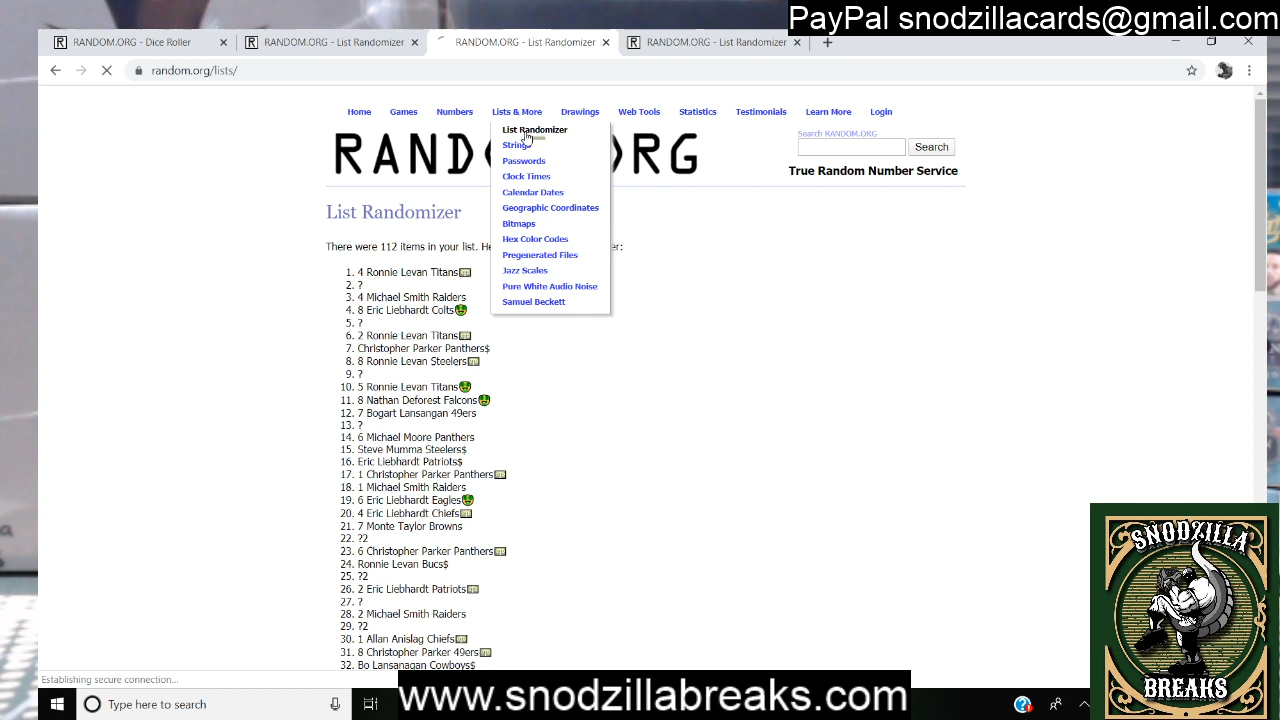 PayPal snodzillacards@gmail.com
RANDOM.ORG - Dice Roller
RANDOM.ORG - List Randomizer
RANDOM.ORG - List Randomizer
RANDOM.ORG - List Randomizer
random.org/lists/
Home Games Numbers Lists & More Drawings Web Tools Statistics Testimonials Learn More Login
List Randomizer
Strings
Passwords
Clock Times
Calendar Dates
Geographic Coordinates
Bitmaps
Hex Color Codes
Pregenerated Files
Jazz Scales
Pure White Audio Noise
Samuel Beckett
Search RANDOM.ORG
Search
True Random Number Service
List Randomizer
There were 112 items in your list. He
1. 4 Ronnie Levan Titans
2. ?
3. 4 Michael Smith Raiders
4. 8 Eric Liebhardt Colts
5. ?
6. 2 Ronnie Levan Titans
7. Christopher Parker Panthers$
8. 8 Ronnie Levan Steelers
9. ?
10. 5 Ronnie Levan Titans
11. 8 Nathan Deforest Falcons
12. 7 Bogart Lansangan 49ers
13. ?
14. 6 Michael Moore Panthers
15. Steve Mumma Steelers$
16. Eric Liebhardt Patriots$
17. 1 Christopher Parker Panthers
18. 1 Michael Smith Raiders
19. 6 Eric Liebhardt Eagles
20. 4 Eric Liebhardt Chiefs
21. 7 Monte Taylor Browns
22. ?2
23. 6 Christopher Parker Panthers
24. Ronnie Levan Bucs$
25. ?2
26. 2 Eric Liebhardt Patriots
27. ?
28. 2 Michael Smith Raiders
29. ?2
30. 1 Allan Anislag Chiefs
31. 8 Christopher Parker 49ers
32. Bo Lansangan Cowboys$
Establishing secure connection...
Type here to search
www.snodzillabreaks.com
SNODZILLA
BREAKS